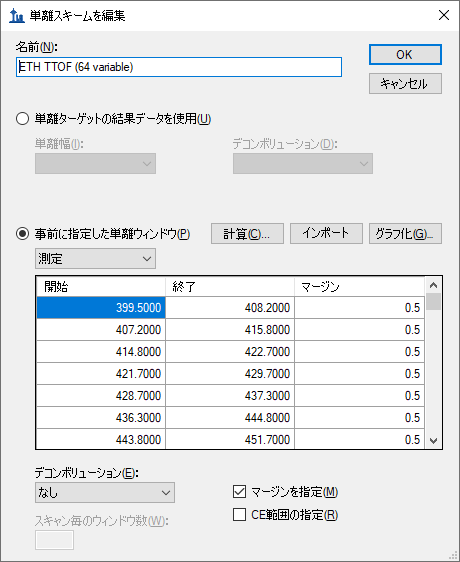 単離スキームを編集
名前(N):
ETH TTOF (64 variable)
OK
キャンセル
単離ターゲットの結果データを使用(U)
単離幅(I):
デコンボリューション(D):
事前に指定した単離ウィンドウ(P)
計算(C)...
インポート
グラフ化(G)...
測定
開始 終了 マージン
399.5000 408.2000 0.5
407.2000 415.8000 0.5
414.8000 422.7000 0.5
421.7000 429.7000 0.5
428.7000 437.3000 0.5
436.3000 444.8000 0.5
443.8000 451.7000 0.5
デコンボリューション(E):
なし
マージンを指定(M)
CE範囲の指定(R)
スキャン毎のウィンドウ数(W):